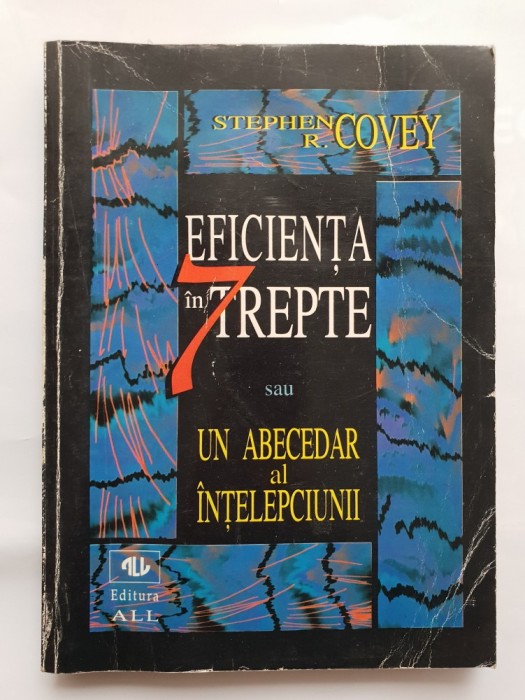 STEPHEN
R. COVEY
EFICIENȚA
în 7 TREPTE
sau
UN ABECEDAR
al
ÎNȚELEPCIUNII
ALL
Editura
ALL